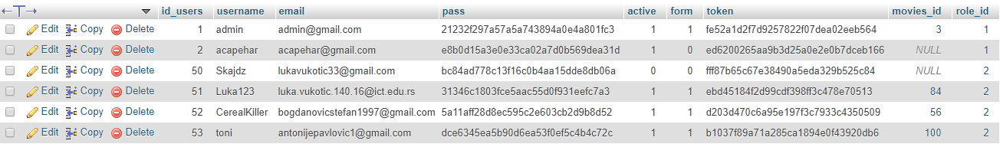 id_users username email pass active form token movies_id role_id
Edit Copy Delete 1 admin admin@gmail.com 21232f297a57a5a743894a0e4a801fc3 1 1 fe52a1d2f7d9257822f07dea02eeb564 3 1
Edit Copy Delete 2 acapehar acapehar@gmail.com e8b0d15a3e0e33ca02a7d0b569dea31d 1 0 ed6200265aa9b3d25a0e2e0b7dceb166 NULL 1
Edit Copy Delete 50 Skajdz lukavukotic33@gmail.com bc84ad778c13f16c0b4aa15dde8db06a 0 0 fff87b65c67e38490a5eda329b525c84 NULL 2
Edit Copy Delete 51 Luka123 luka.vukotic.140.16@ict.edu.rs 31346c1803fce5aac55d0f931eefc7a3 1 1 ebd45184f2d99cdf398ff3c478e70513 84 2
Edit Copy Delete 52 CerealKiller bogdanovicstefan1997@gmail.com 5a11aff28d8ec595c2e603cb2d9b8d52 1 1 d203d470c6a95e197f3c7933c4350509 56 2
Edit Copy Delete 53 toni antonijepavlovic1@gmail.com dce6345ea5b90d6ea53f0ef5c4b4c72c 1 1 b1037f89a71a285ca1894e0f43920db6 100 2